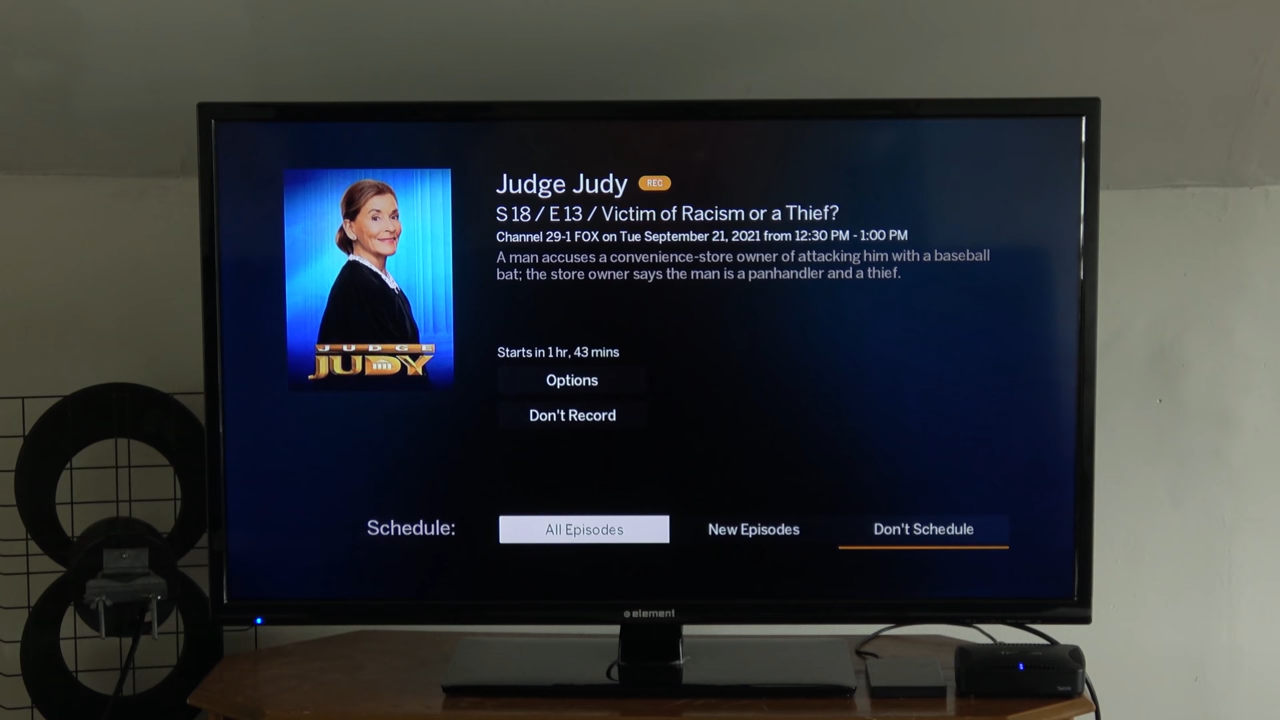 Judge Judy REC
S 18 / E 13 / Victim of Racism or a Thief?
Channel 29-1 FOX on Tue September 21, 2021 from 12:30 PM - 1:00 PM
A man accuses a convenience-store owner of attacking him with a baseball
bat; the store owner says the man is a panhandler and a thief.
JUDGE
JUDY
Starts in 1 hr, 43 mins
Options
Don't Record
Schedule: All Episodes New Episodes Don't Schedule
element